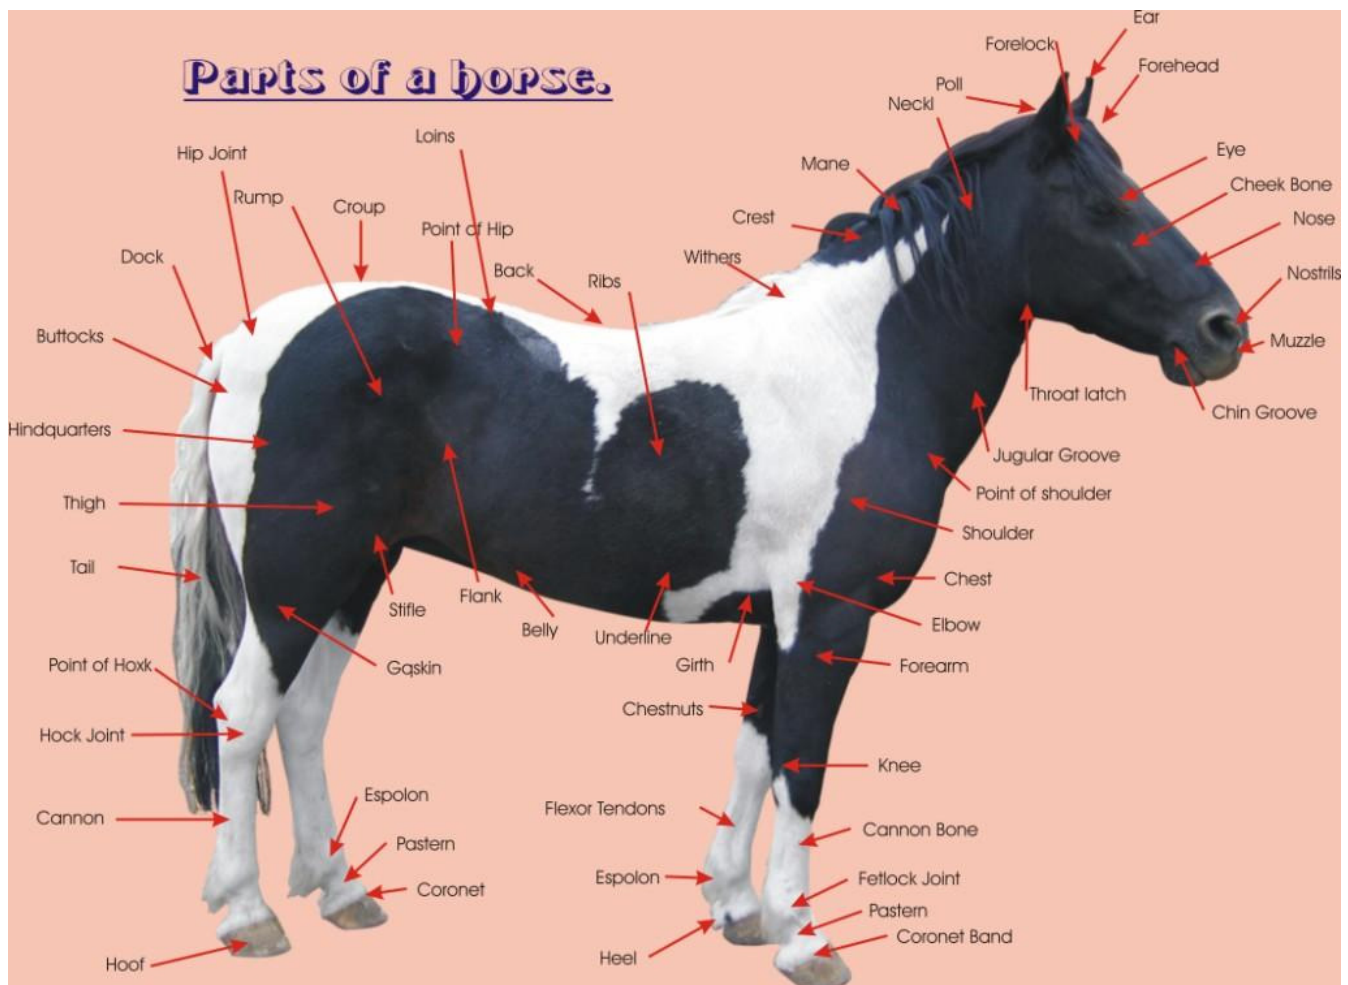 Parts of a horse.
Ear
Forelock
Forehead
Poll
Neckl
Loins
Hip Joint
Mane
Eye
Rump
Cheek Bone
Croup
Crest
Nose
Point of Hip
Dock
Withers
Back
Ribs
Nostrils
Buttocks
Muzzle
Throat latch
Chin Groove
Hindquarters
Jugular Groove
Point of shoulder
Thigh
Shoulder
Tail
Chest
Flank
Stifle
Belly
Underline
Elbow
Point of Hoxk
Gqskin
Girth
Forearm
Chestnuts
Hock Joint
Knee
Espolon
Flexor Tendons
Cannon
Cannon Bone
Pastern
Espolon
Fetlock Joint
Coronet
Pastern
Coronet Band
Heel
Hoof